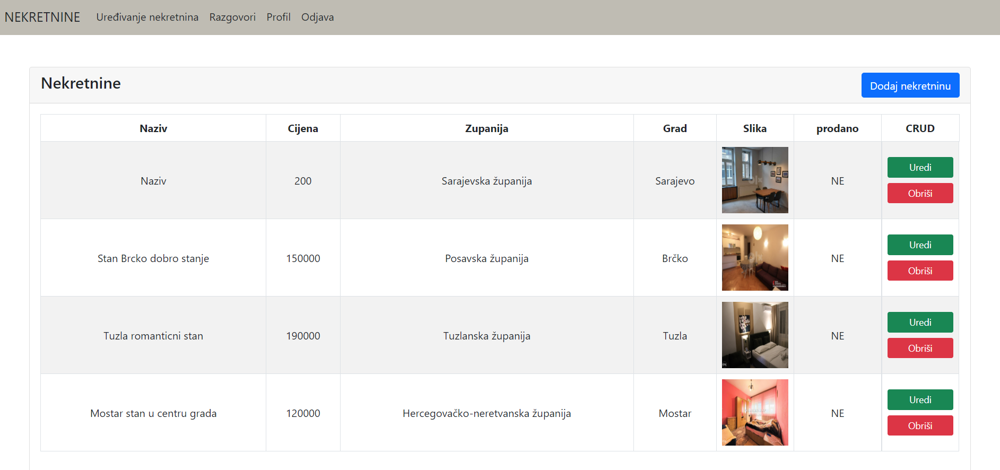 NEKRETNINE Uređivanje nekretnina Razgovori Profil Odjava
Nekretnine Dodaj nekretninu
Naziv Cijena Zupanija Grad Slika prodano CRUD
Naziv 200 Sarajevska županija Sarajevo NE Uredi
Obriši
Stan Brcko dobro stanje 150000 Posavska županija Brčko NE Uredi
Obriši
Tuzla romanticni stan 190000 Tuzlanska županija Tuzla NE Uredi
Obriši
Mostar stan u centru grada 120000 Hercegovačko-neretvanska županija Mostar NE Uredi
Obriši